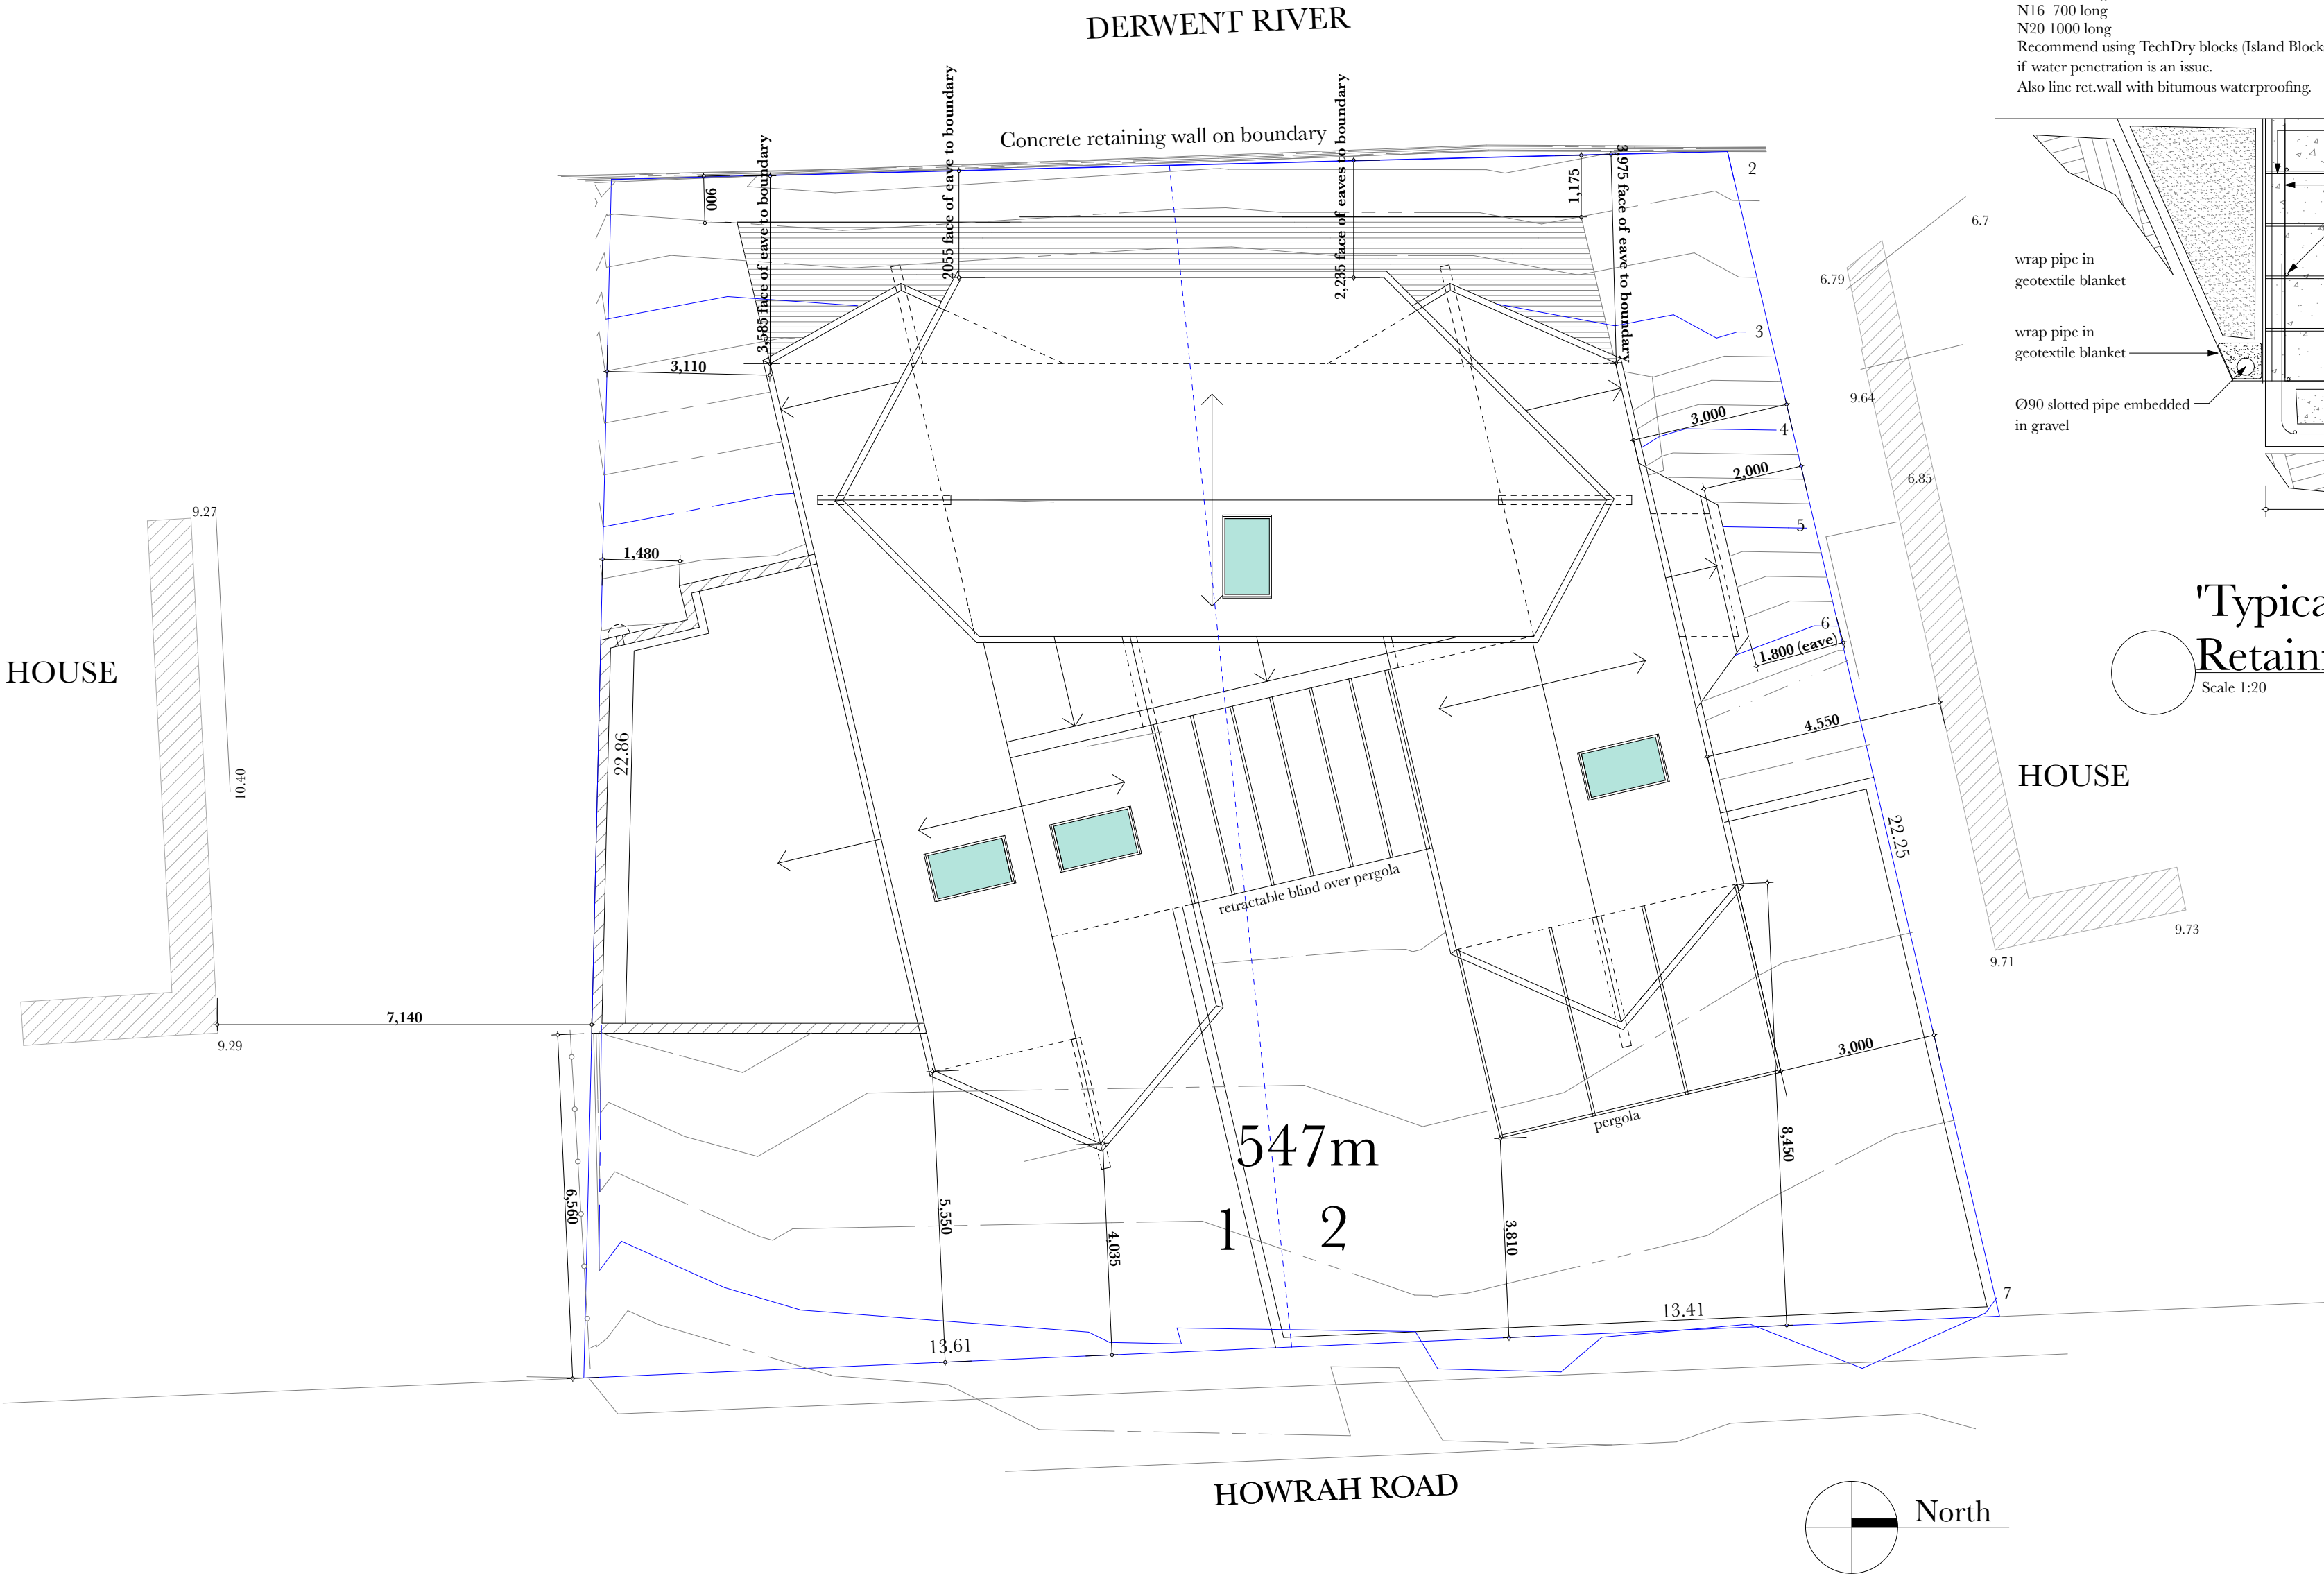 DERWENT RIVER
N16 700 long
N20 1000 long
Recommend using TechDry blocks (Island Block
if water penetration is an issue.
Also line ret.wall with bitumous waterproofing.
Concrete retaining wall on boundary
900
3,585 face of eave to boundary
2055 face of eave to boundary
2,235 face of eaves to boundary
1,175
3,975 face of eave to boundary
2
6.79
wrap pipe in
geotextile blanket
3
wrap pipe in
geotextile blanket
3,110
9.64
Ø90 slotted pipe embedded
in gravel
3,000
4
2,000
6.85
9.27
5
1,480
6
1,800 (eave)
HOUSE
'Typica
Scale 1:20
22.86
10.40
4,550
HOUSE
22.25
retractable blind over pergola
9.73
9.71
7,140
9.29
3,000
pergola
547m
1 2
6,560
5,550
4,035
3,810
8,450
7
13.61
13.41
HOWRAH ROAD
North